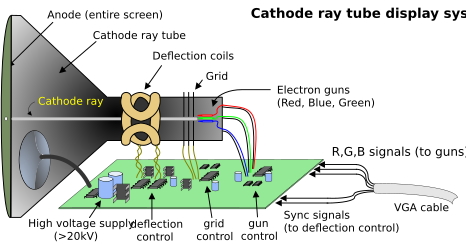 Cathode ray tube display sys
Anode (entire screen)
Cathode ray tube
Deflection coils
Grid
Electron guns
(Red, Blue, Green)
Cathode ray
R,G,B signals (to guns)
VGA cable
Sync signals
(to deflection control)
High voltage supply
(>20kV)
deflection
control
grid
control
gun
control